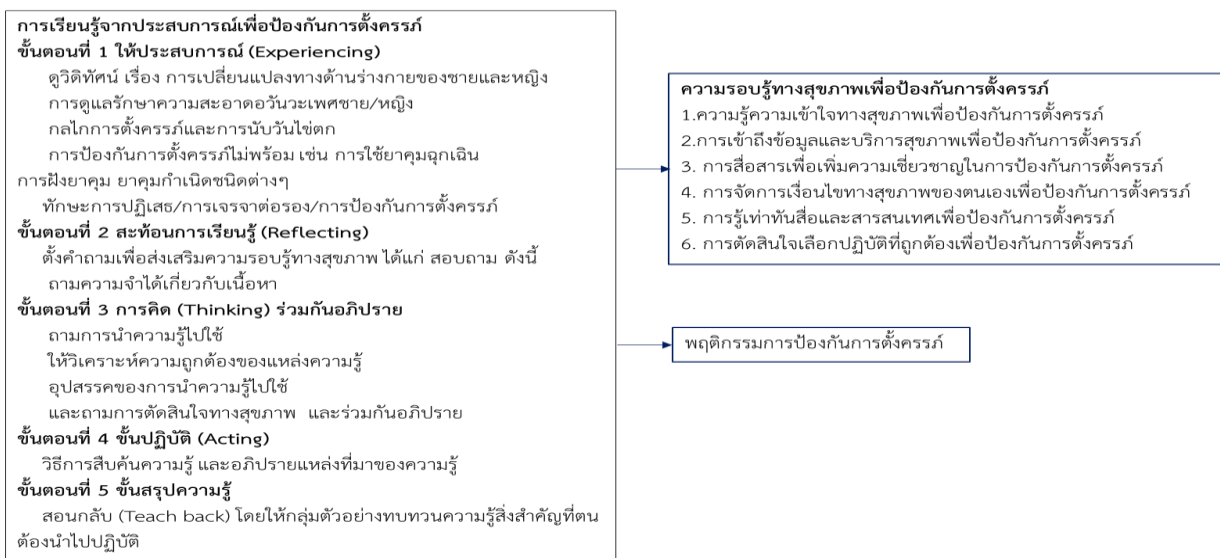 การเรียนรู้จากประสบการณ์เพื่อป้องกันการตั้งครรภ์
ขั้นตอนที่ 1 ให้ประสบการณ์ (Experiencing)
ดูวิดิทัศน์ เรื่อง การเปลี่ยนแปลงทางด้านร่างกายของชายและหญิง
การดูแลรักษาความสะอาดอวัยวะเพศชาย/หญิง
กลไกการตั้งครรภ์และการนับวันไข่ตก
การป้องกันการตั้งครรภ์ไม่พร้อม เช่น การใช้ยาคุมฉุกเฉิน
การฝังยาคุม ยาคุมกำเนิดชนิดต่างๆ
ทักษะการปฏิเสธ/การเจรจาต่อรอง/การป้องกันการตั้งครรภ์
ขั้นตอนที่ 2 สะท้อนการเรียนรู้ (Reflecting)
ตั้งคำถามเพื่อส่งเสริมความรอบรู้ทางสุขภาพ ได้แก่ สอบถาม ดังนี้
ถามความจำได้เกี่ยวกับเนื้อหา
ขั้นตอนที่ 3 การคิด (Thinking) ร่วมกันอภิปราย
ถามการนำความรู้ไปใช้
ให้วิเคราะห์ความถูกต้องของแหล่งความรู้
อุปสรรคของการนำความรู้ไปใช้
และถามการตัดสินใจทางสุขภาพ และร่วมกันอภิปราย
ขั้นตอนที่ 4 ขั้นปฏิบัติ (Acting)
วิธีการสืบค้นความรู้ และอภิปรายแหล่งที่มาของความรู้
ขั้นตอนที่ 5 ขั้นสรุปความรู้
สอนกลับ (Teach back) โดยให้กลุ่มตัวอย่างทบทวนความรู้สิ่งสำคัญที่ตน
ต้องนำไปปฏิบัติ
ความรอบรู้ทางสุขภาพเพื่อป้องกันการตั้งครรภ์
1.ความรู้ความเข้าใจทางสุขภาพเพื่อป้องกันการตั้งครรภ์
2.การเข้าถึงข้อมูลและบริการสุขภาพเพื่อป้องกันการตั้งครรภ์
3. การสื่อสารเพื่อเพิ่มความเชี่ยวชาญในการป้องกันการตั้งครรภ์
4. การจัดการเงื่อนไขทางสุขภาพของตนเองเพื่อป้องกันการตั้งครรภ์
5. การรู้เท่าทันสื่อและสารสนเทศเพื่อป้องกันการตั้งครรภ์
6. การตัดสินใจเลือกปฏิบัติที่ถูกต้องเพื่อป้องกันการตั้งครรภ์
พฤติกรรมการป้องกันการตั้งครรภ์